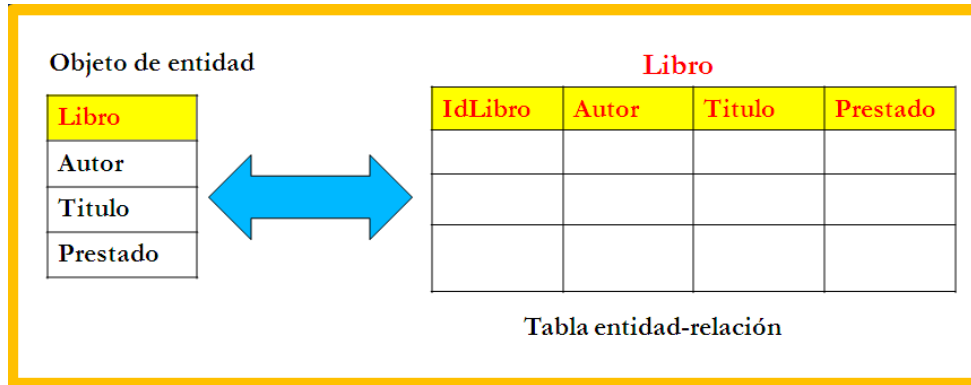 Objeto de entidad
Libro
Autor
Titulo
Prestado
Libro
IdLibro Autor Titulo Prestado
Tabla entidad-relación